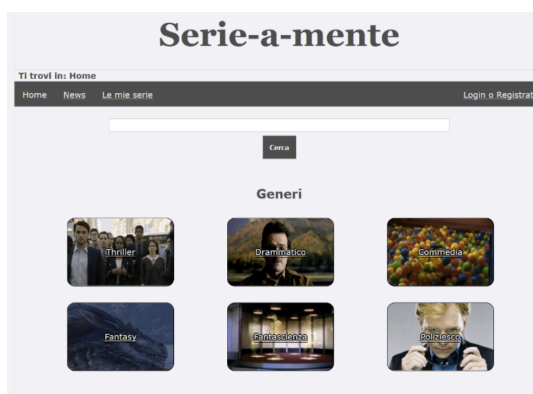 Serie-a-mente
Ti trovi in: Home
Home News Le mie serie Login o Registrat
Cerca
Generi
Thriller Drammatico Commedia
Fantasy Fantascienza Poliziesco